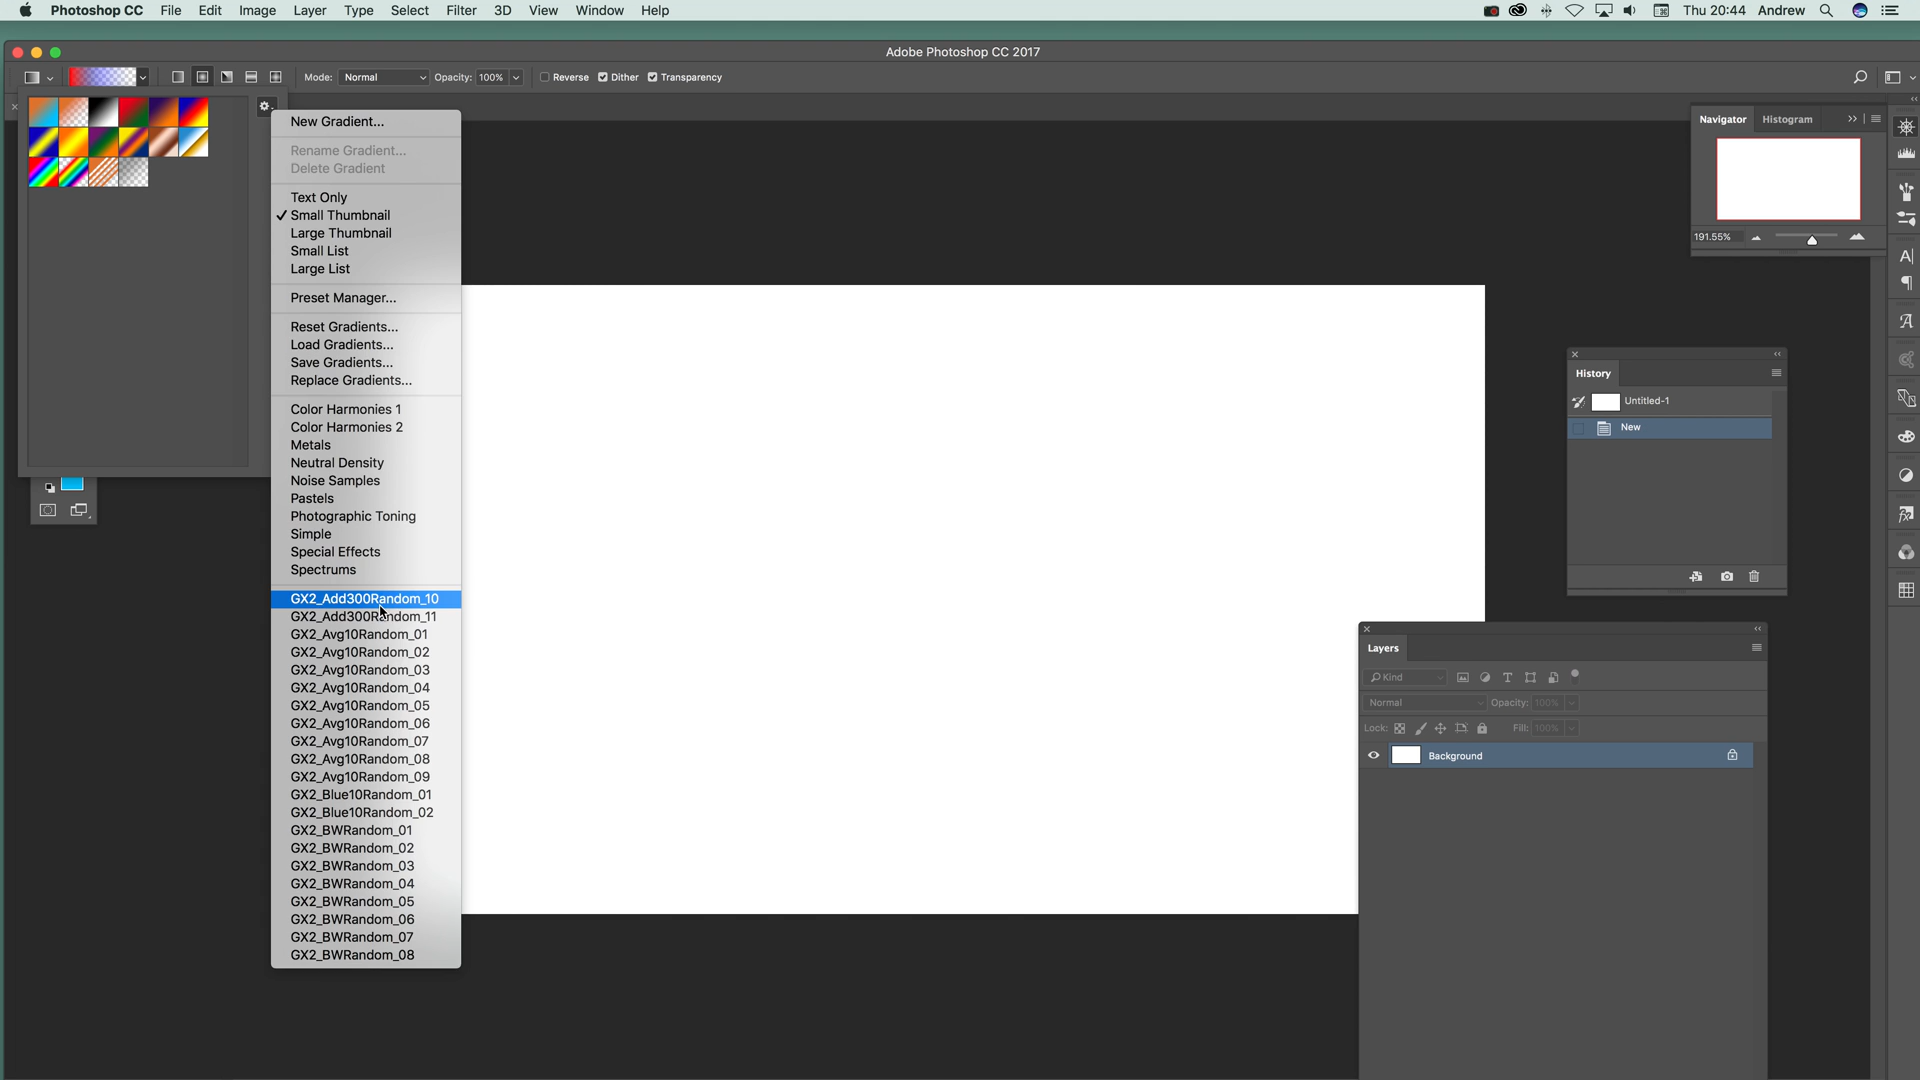 Photoshop CC File Edit Image Layer Type Select Filter 3D View Window Help Thu 20:44 Andrew
Adobe Photoshop CC 2017
Mode: Normal Opacity: 100% Reverse Dither Transparency
New Gradient...
Rename Gradient...
Delete Gradient
Text Only
✓ Small Thumbnail
Large Thumbnail
Small List
Large List
Preset Manager...
Reset Gradients...
Load Gradients...
Save Gradients...
Replace Gradients...
Color Harmonies 1
Color Harmonies 2
Metals
Neutral Density
Noise Samples
Pastels
Photographic Toning
Simple
Special Effects
Spectrums
GX2_Add300Random_10
GX2_Add300Random_11
GX2_Avg10Random_01
GX2_Avg10Random_02
GX2_Avg10Random_03
GX2_Avg10Random_04
GX2_Avg10Random_05
GX2_Avg10Random_06
GX2_Avg10Random_07
GX2_Avg10Random_08
GX2_Avg10Random_09
GX2_Blue10Random_01
GX2_Blue10Random_02
GX2_BWRandom_01
GX2_BWRandom_02
GX2_BWRandom_03
GX2_BWRandom_04
GX2_BWRandom_05
GX2_BWRandom_06
GX2_BWRandom_07
GX2_BWRandom_08
Navigator Histogram
191.55%
History
Untitled-1
New
Layers
Kind
Normal Opacity: 100%
Lock: Fill: 100%
Background